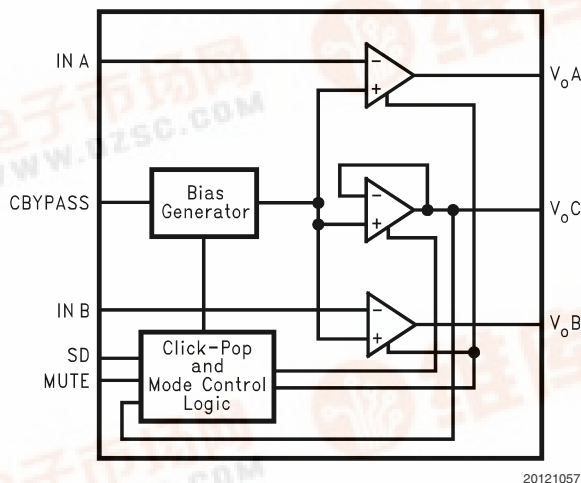 IN A
VoA
CBYPASS
Bias
Generator
VoC
IN B
VoB
SD
MUTE
Click-Pop
and
Mode Control
Logic
20121057
WWW.DZSC.COM
−
+
−
+
−
+